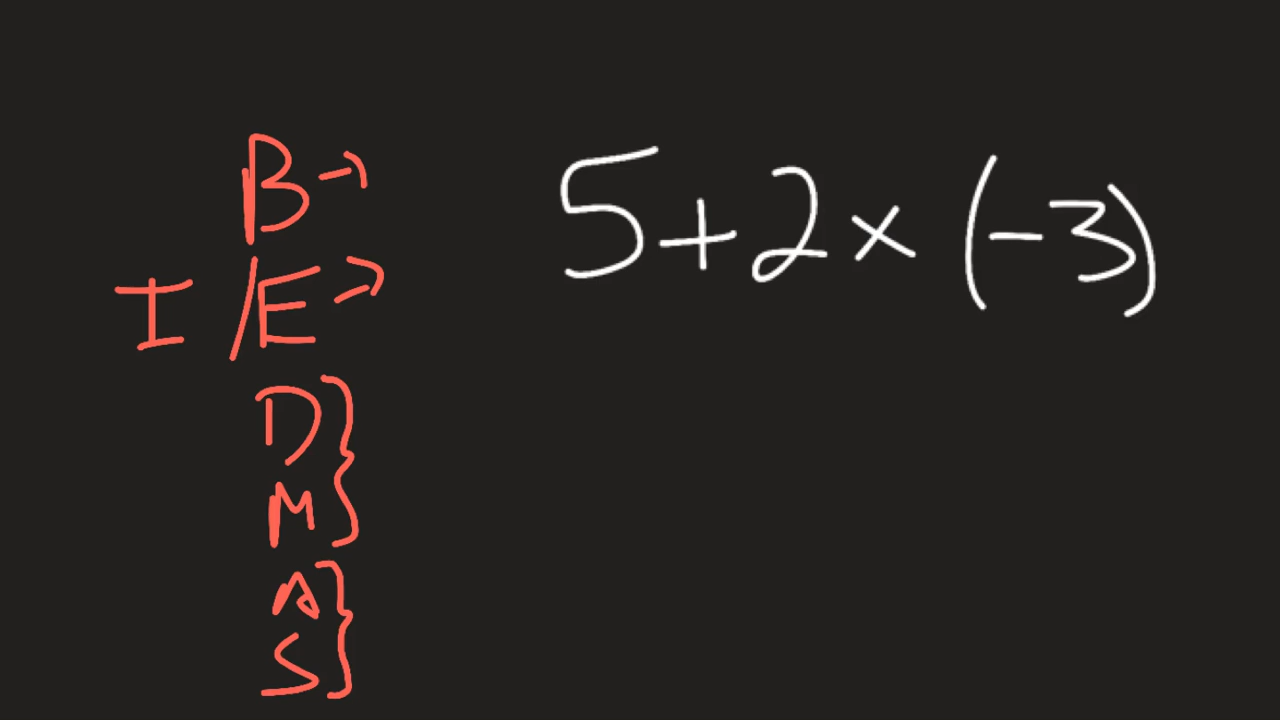 B →
I /E →
D }
M
A }
S
5+2×(-3)